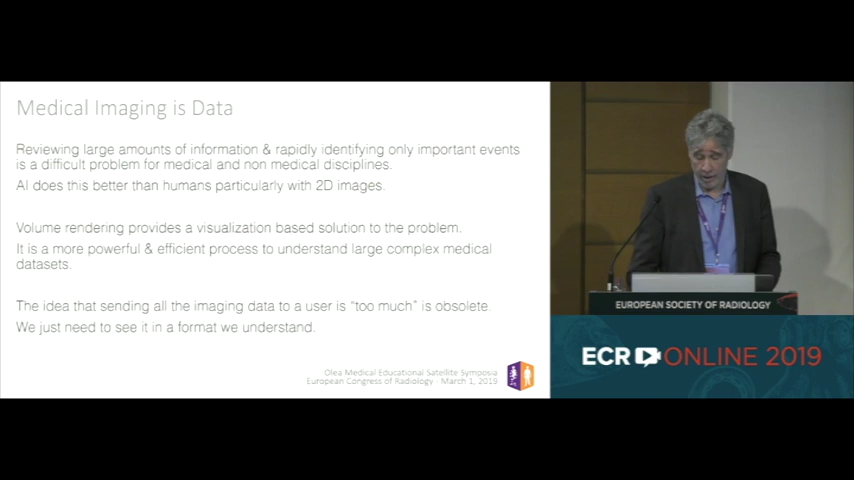 Medical Imaging is Data
Reviewing large amounts of information & rapidly identifying only important events
is a difficult problem for medical and non medical disciplines.
AI does this better than humans particularly with 2D images.
Volume rendering provides a visualization based solution to the problem.
It is a more powerful & efficient process to understand large complex medical
datasets.
The idea that sending all the imaging data to a user is “too much” is obsolete.
We just need to see it in a format we understand.
Olea Medical Educational Satellite Symposia
European Congress of Radiology - March 1, 2019
EUROPEAN SOCIETY OF RADIOLOGY
ECR ONLINE 2019